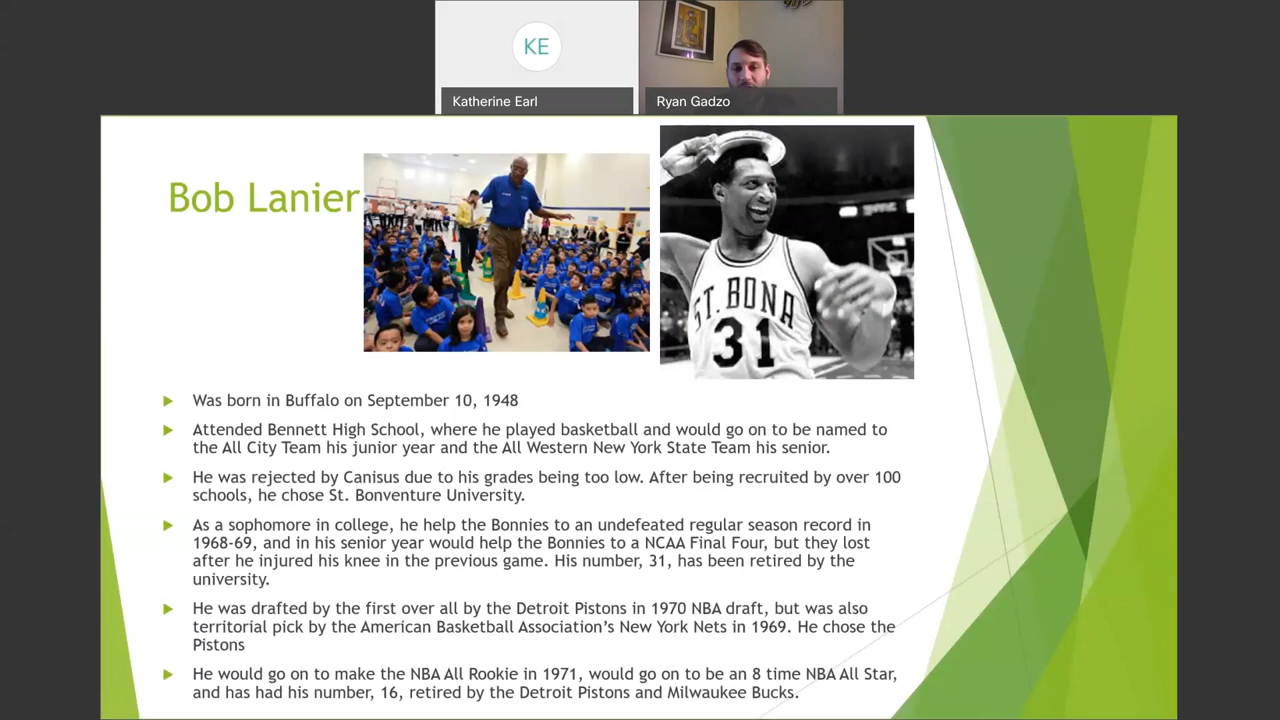 KE
Katherine Earl
Ryan Gadzo
Bob Lanier
ST. BONA
31
Was born in Buffalo on September 10, 1948
Attended Bennett High School, where he played basketball and would go on to be named to
the All City Team his junior year and the All Western New York State Team his senior.
He was rejected by Canisus due to his grades being too low. After being recruited by over 100
schools, he chose St. Bonventure University.
As a sophomore in college, he help the Bonnies to an undefeated regular season record in
1968-69, and in his senior year would help the Bonnies to a NCAA Final Four, but they lost
after he injured his knee in the previous game. His number, 31, has been retired by the
university.
He was drafted by the first over all by the Detroit Pistons in 1970 NBA draft, but was also
territorial pick by the American Basketball Association's New York Nets in 1969. He chose the
Pistons
He would go on to make the NBA All Rookie in 1971, would go on to be an 8 time NBA All Star,
and has had his number, 16, retired by the Detroit Pistons and Milwaukee Bucks.